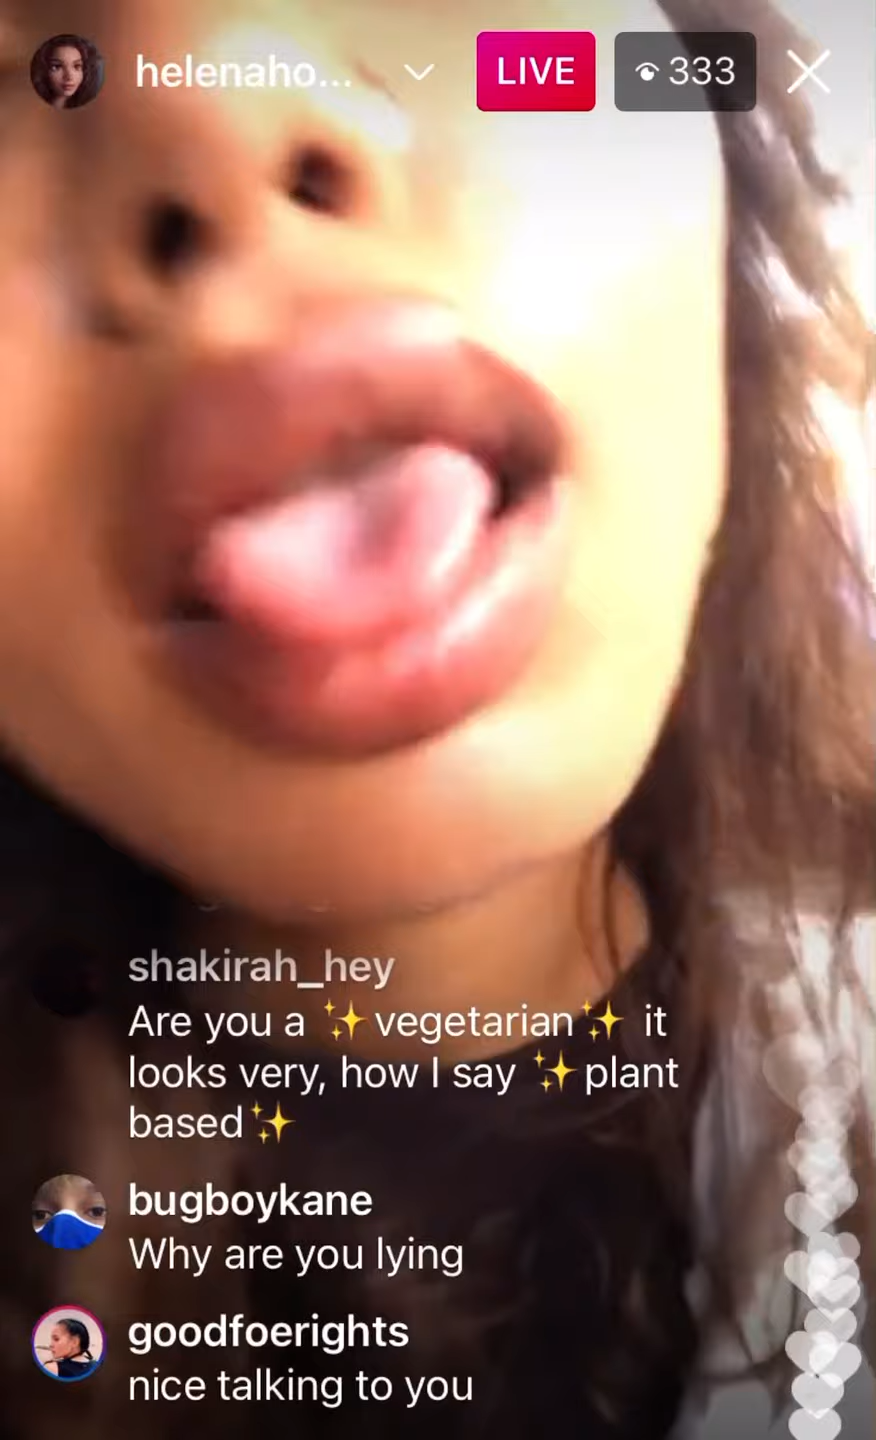 helenaho...
LIVE
333
shakirah_hey
Are you a ✨vegetarian✨ it
looks very, how I say ✨plant
based✨
bugboykane
Why are you lying
goodfoerights
nice talking to you